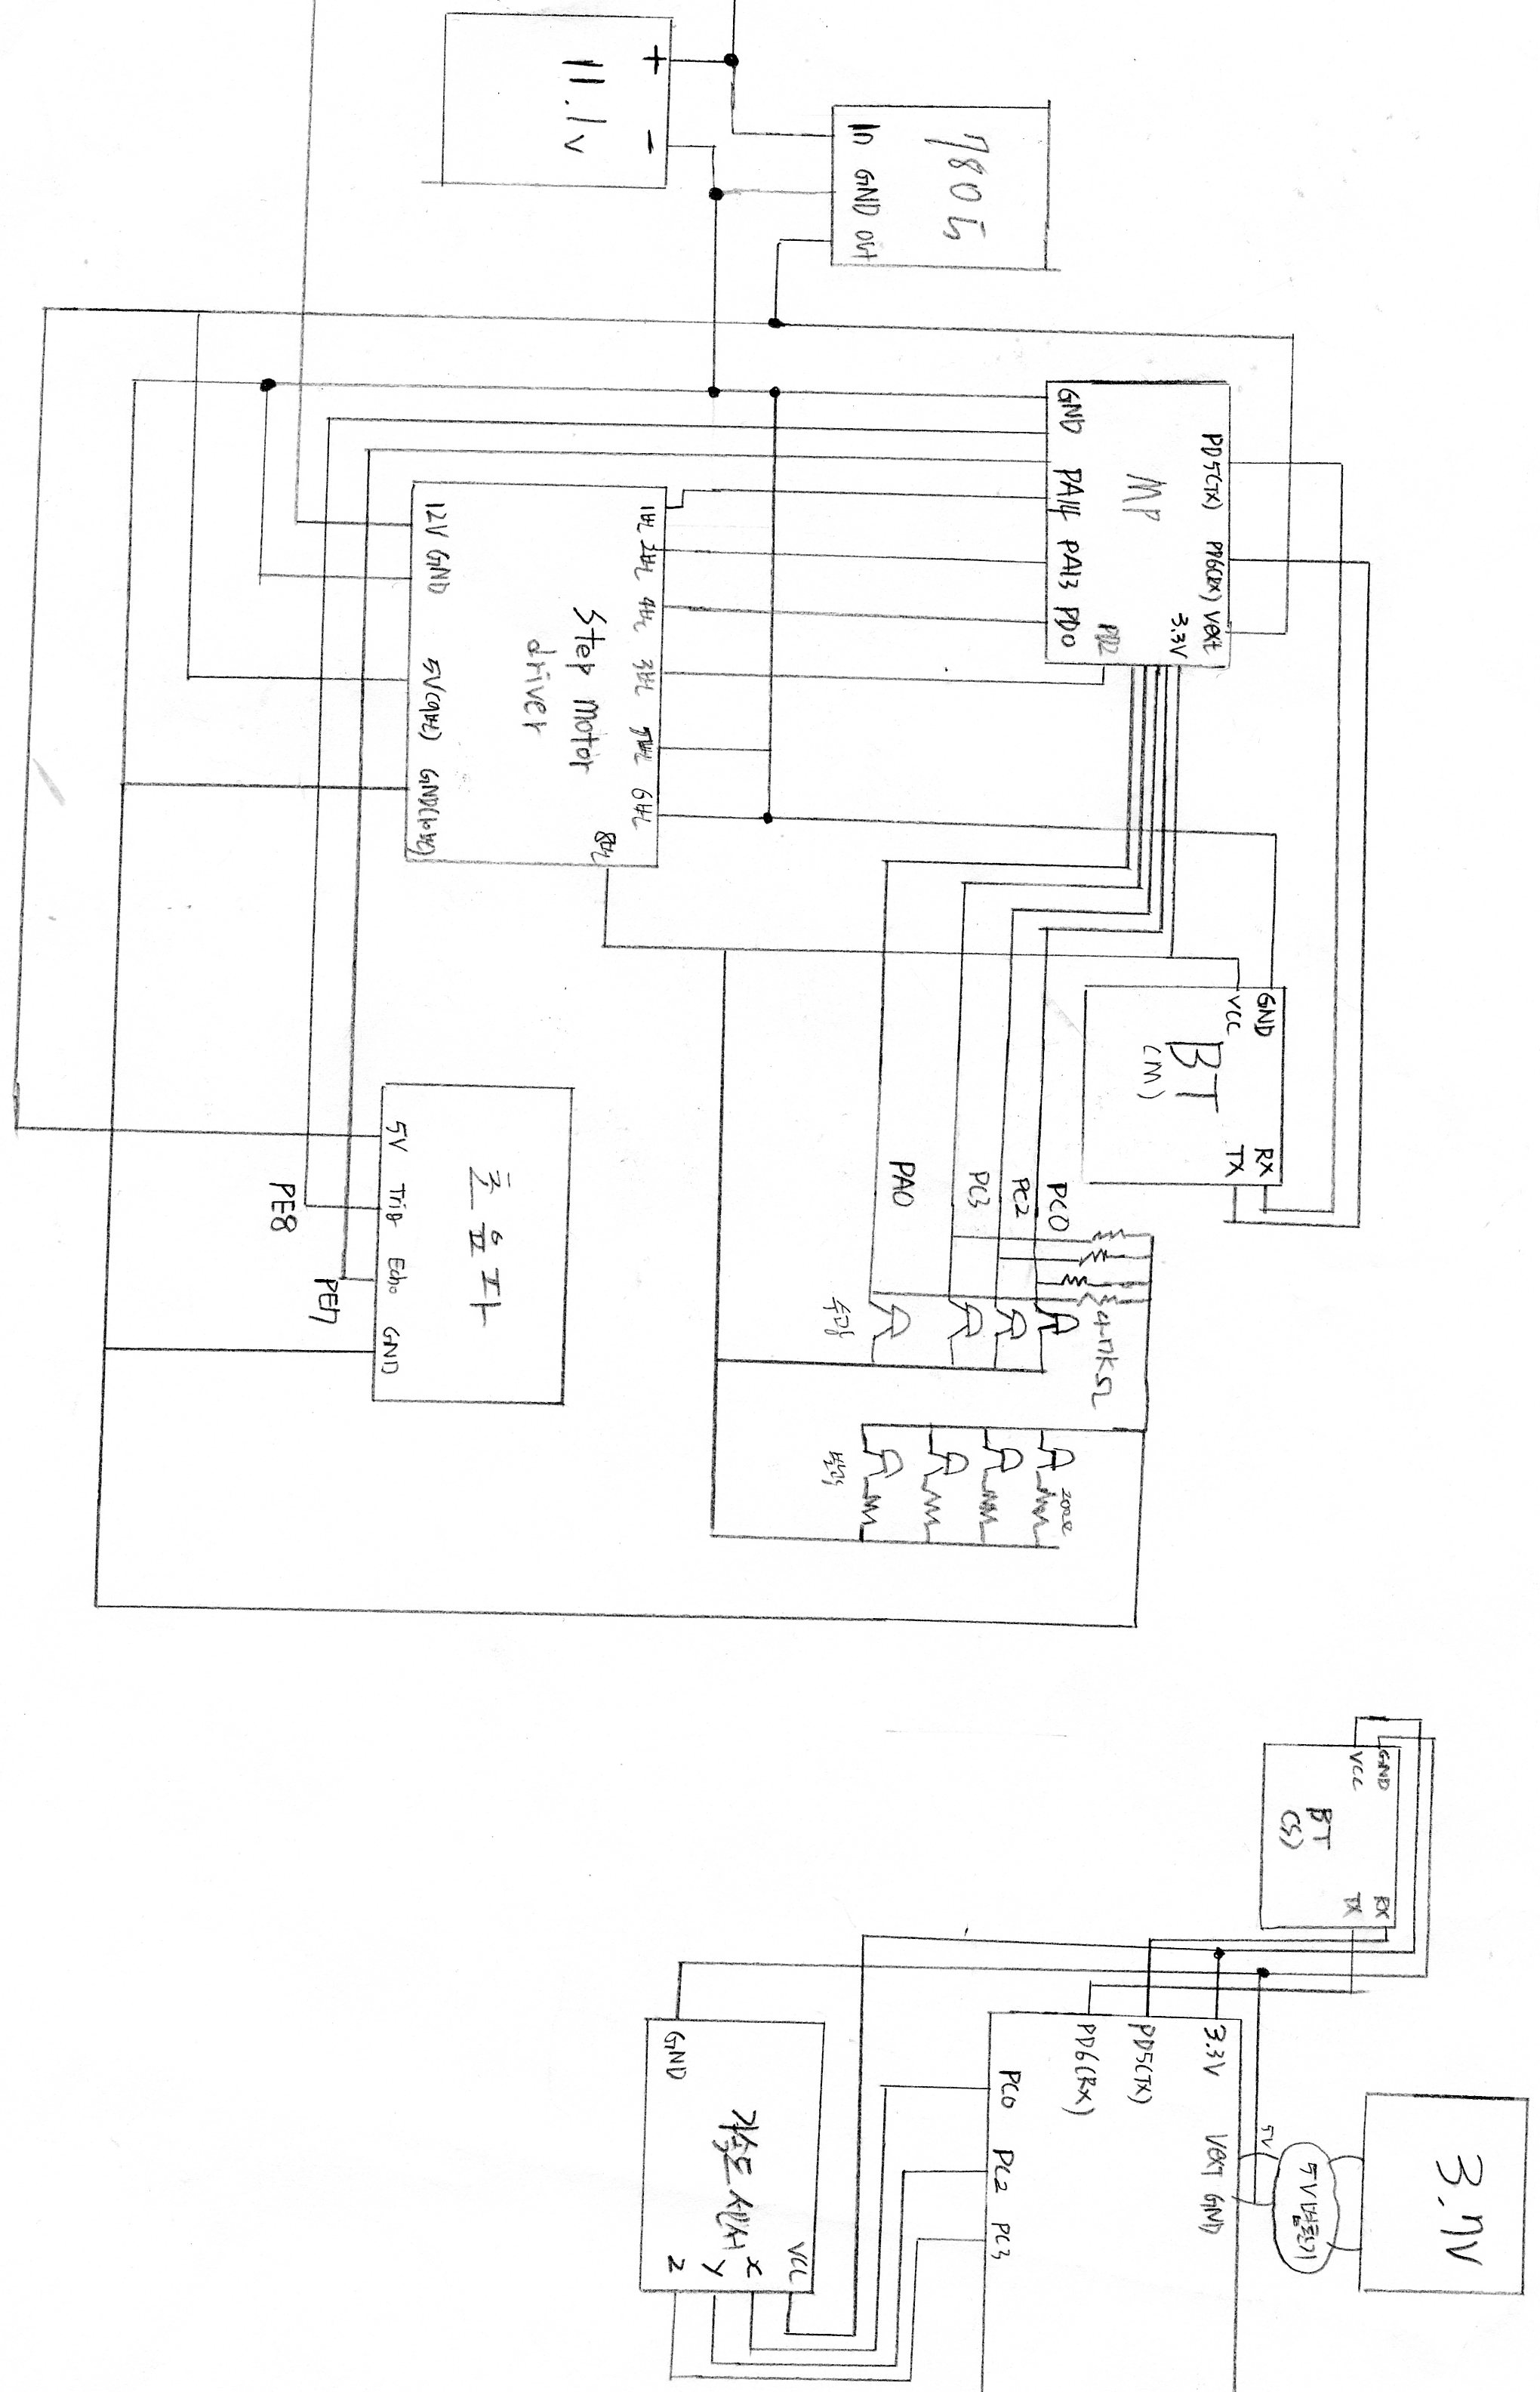 3.7V
5V변환기
5V
GND RX
VCC TX
BT
(S)
3.3V Vext GND
PD5(TX)
PD6(RX)
PC0 PC2 PC3
VCC
X
가속도 센서
Y
GND Z
PD5(TX) PD6(RX) Vext
3.3V
MP
PD2
GND PA14 PA13 PD0
GND RX
VCC TX
BT
(M)
4.7KΩ
PC0
200Ω
PC2
PC3
PA0
수광 발광
7805
In GND out
+ -
11.1v
1번 2번 4번 3번 5번 6번
8번
Step motor
driver
12V GND 5V(9번) GND(10번)
초음파
5V Trig Echo GND
PE7
PE8